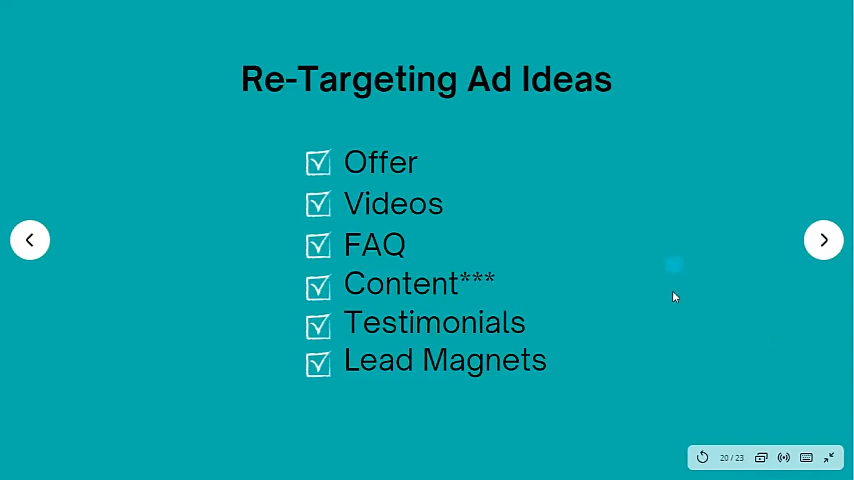 Re-Targeting Ad Ideas
Offer
Videos
FAQ
Content***
Testimonials
Lead Magnets
20 / 23